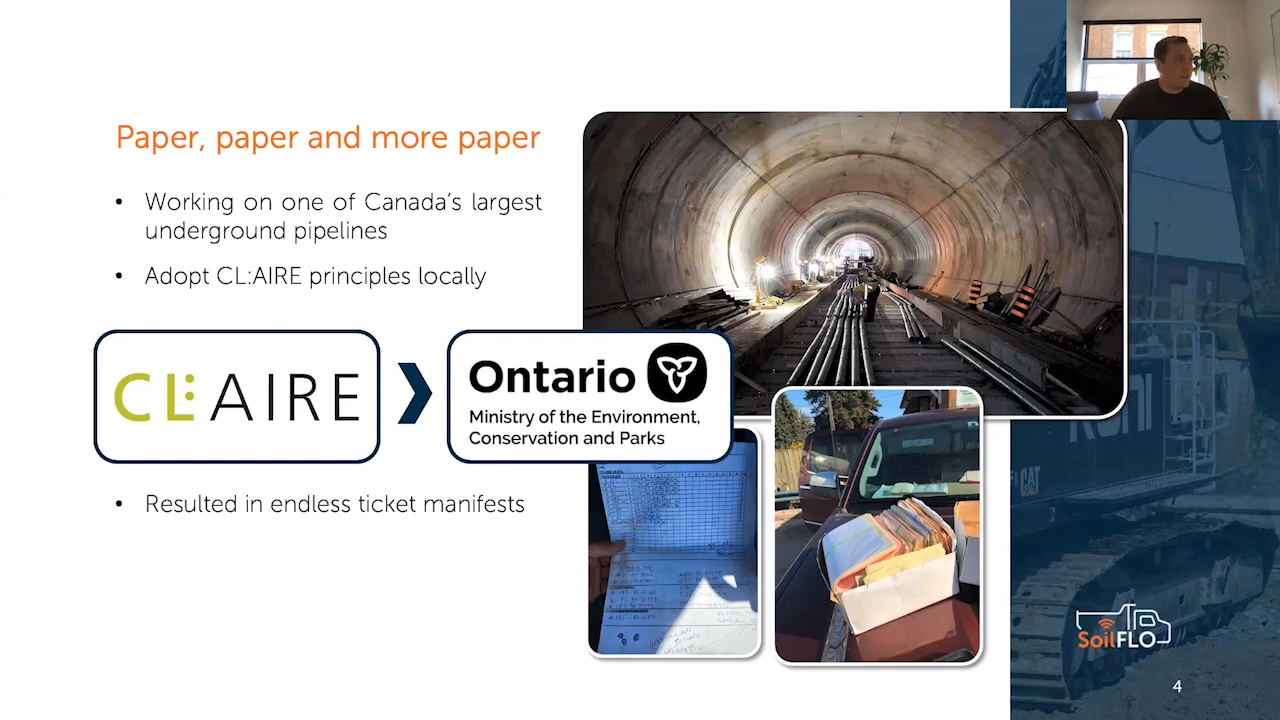 Paper, paper and more paper
• Working on one of Canada's largest
underground pipelines
• Adopt CL:AIRE principles locally
CL:AIRE
Ontario
Ministry of the Environment,
Conservation and Parks
• Resulted in endless ticket manifests
CAT
SoilFLO
4